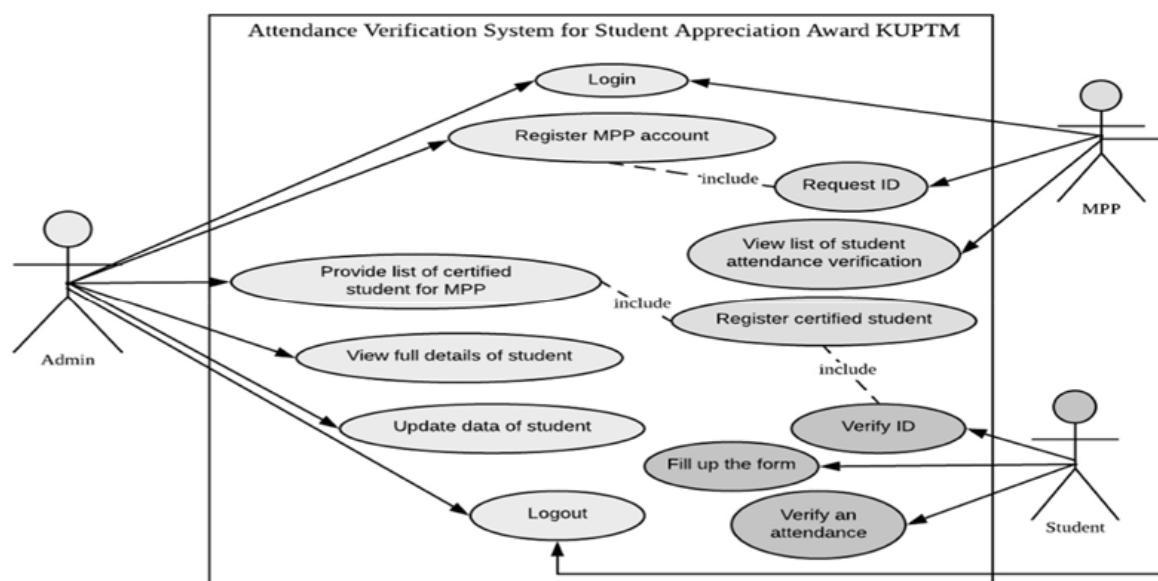 Attendance Verification System for Student Appreciation Award KUPTM
Login
Register MPP account
include
Request ID
MPP
View list of student
attendance verification
Provide list of certified
student for MPP
include
Register certified student
Admin
View full details of student
include
Update data of student
Verify ID
Fill up the form
Logout
Verify an
attendance
Student